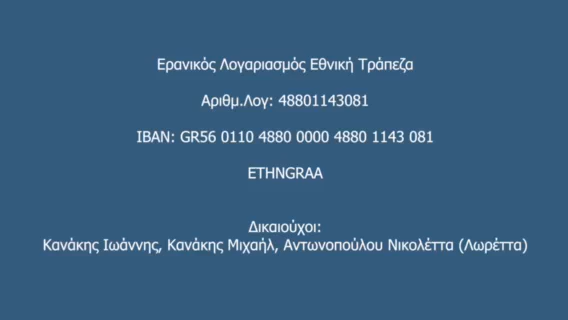 Ερανικός Λογαριασμός Εθνική Τράπεζα
Αριθμ.Λογ: 48801143081
IBAN: GR56 0110 4880 0000 4880 1143 081
ETHNGRAA
Δικαιούχοι:
Κανάκης Ιωάννης, Κανάκης Μιχαήλ, Αντωνοπούλου Νικολέττα (Λωρέττα)